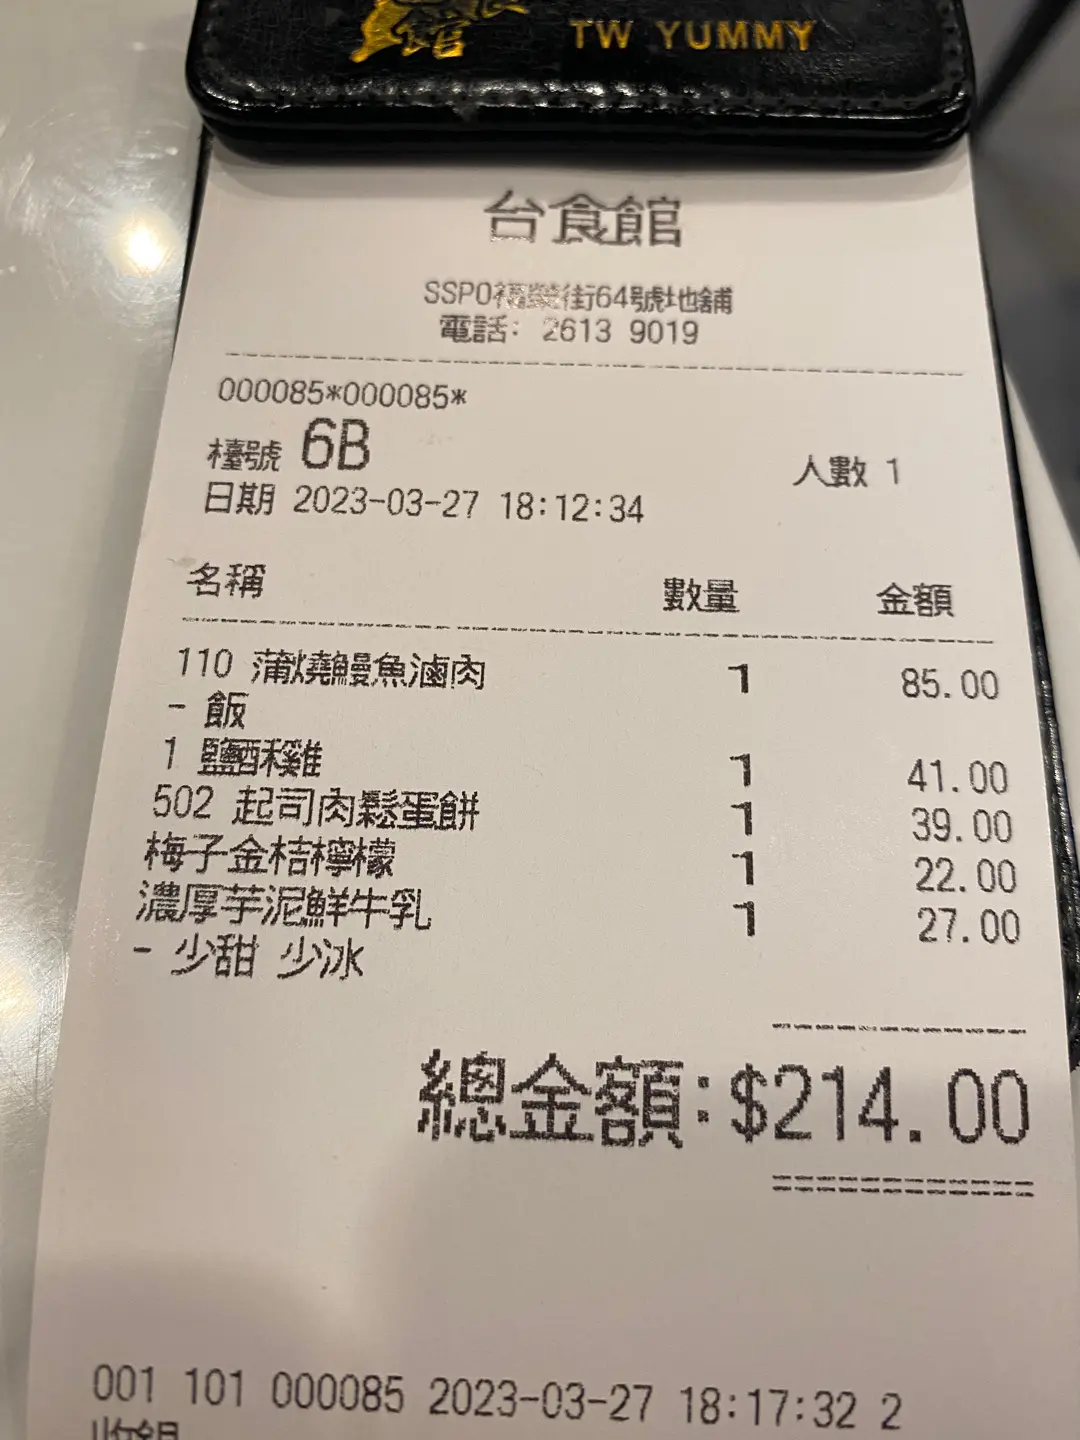 館 TW YUMMY
台食館
SSPO福榮街64號地舖
電話: 2613 9019
000085*000085*
檯號 6B 人數 1
日期 2023-03-27 18:12:34
名稱 數量 金額
110 蒲燒鰻魚滷肉 1 85.00
- 飯
1 鹽酥雞 1 41.00
502 起司肉鬆蛋餅 1 39.00
梅子金桔檸檬 1 22.00
濃厚芋泥鮮牛乳 1 27.00
- 少甜 少冰
總金額:$214.00
001 101 000085 2023-03-27 18:17:32 2
收銀